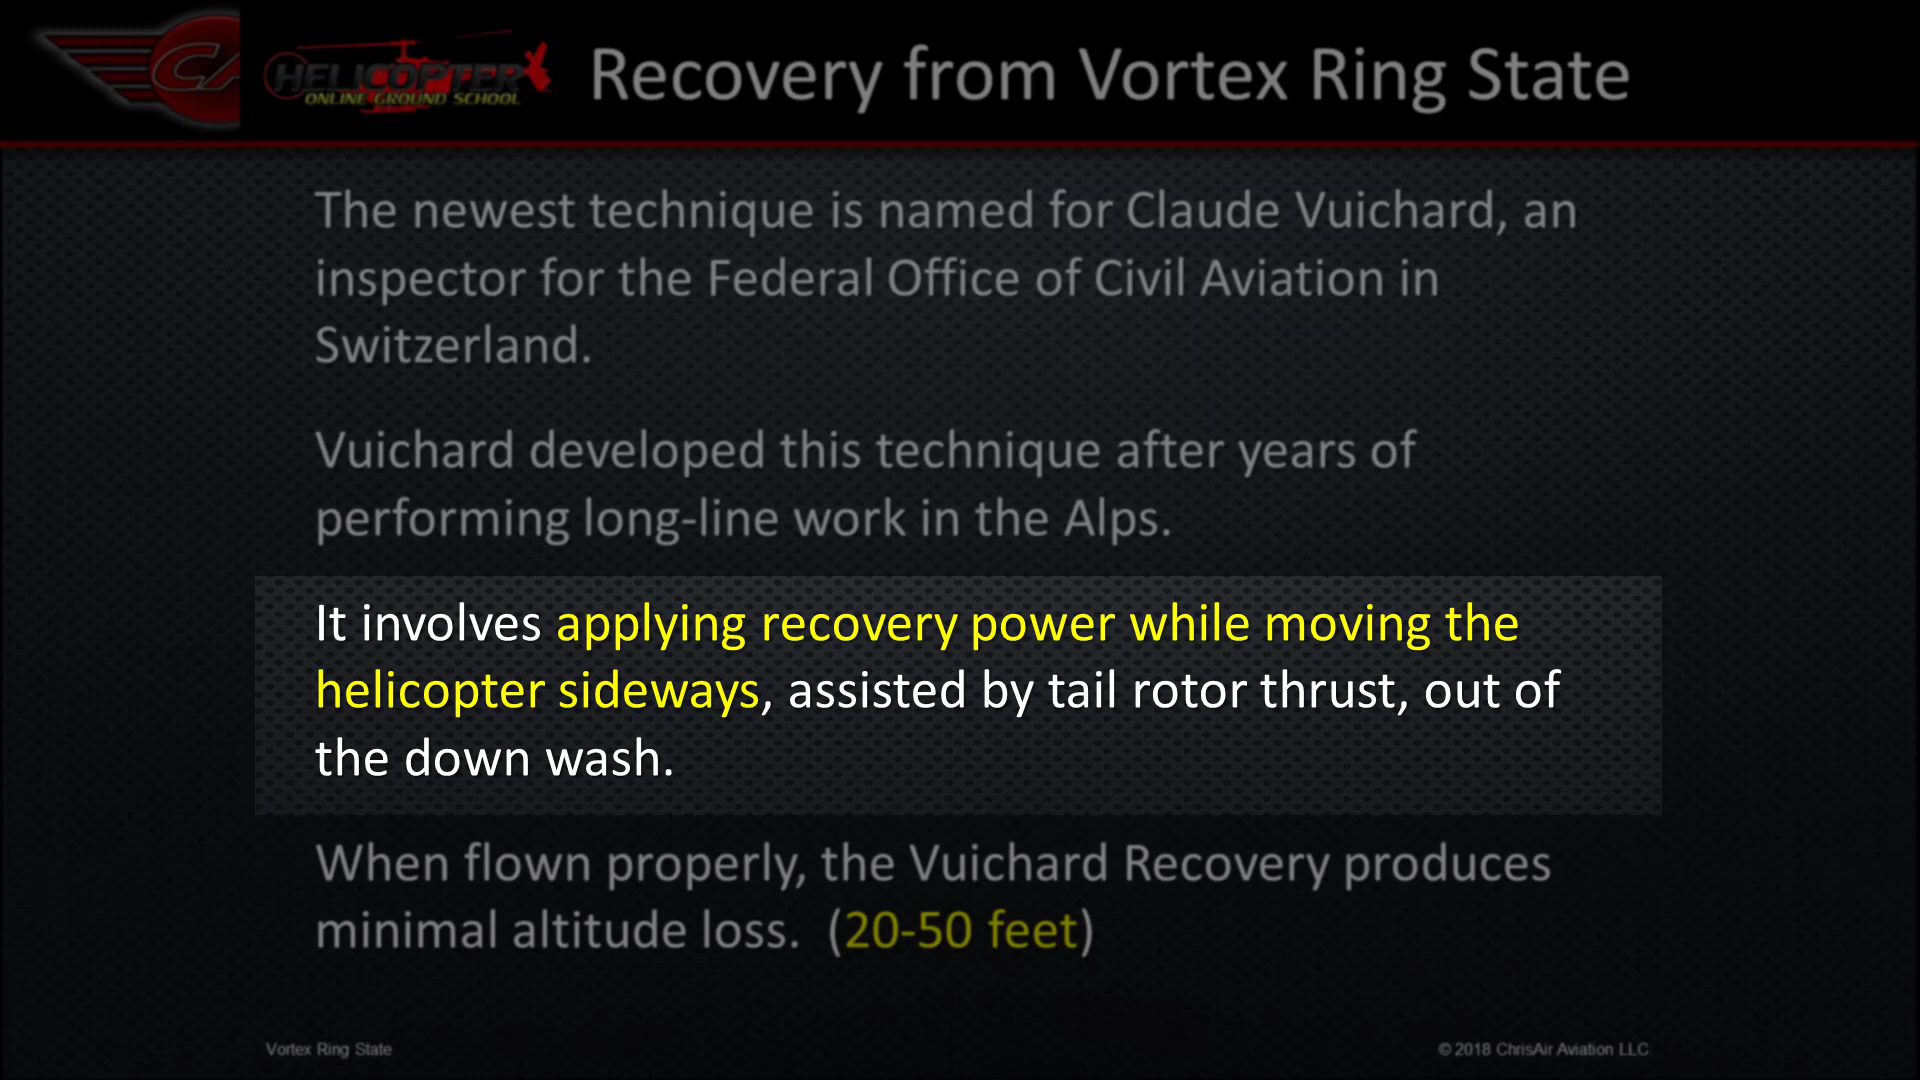 CA
HELICOPTER
ONLINE GROUND SCHOOL
Recovery from Vortex Ring State
The newest technique is named for Claude Vuichard, an
inspector for the Federal Office of Civil Aviation in
Switzerland.
Vuichard developed this technique after years of
performing long-line work in the Alps.
It involves applying recovery power while moving the
helicopter sideways, assisted by tail rotor thrust, out of
the down wash.
When flown properly, the Vuichard Recovery produces
minimal altitude loss. (20-50 feet)
Vortex Ring State
© 2018 ChrisAir Aviation LLC.